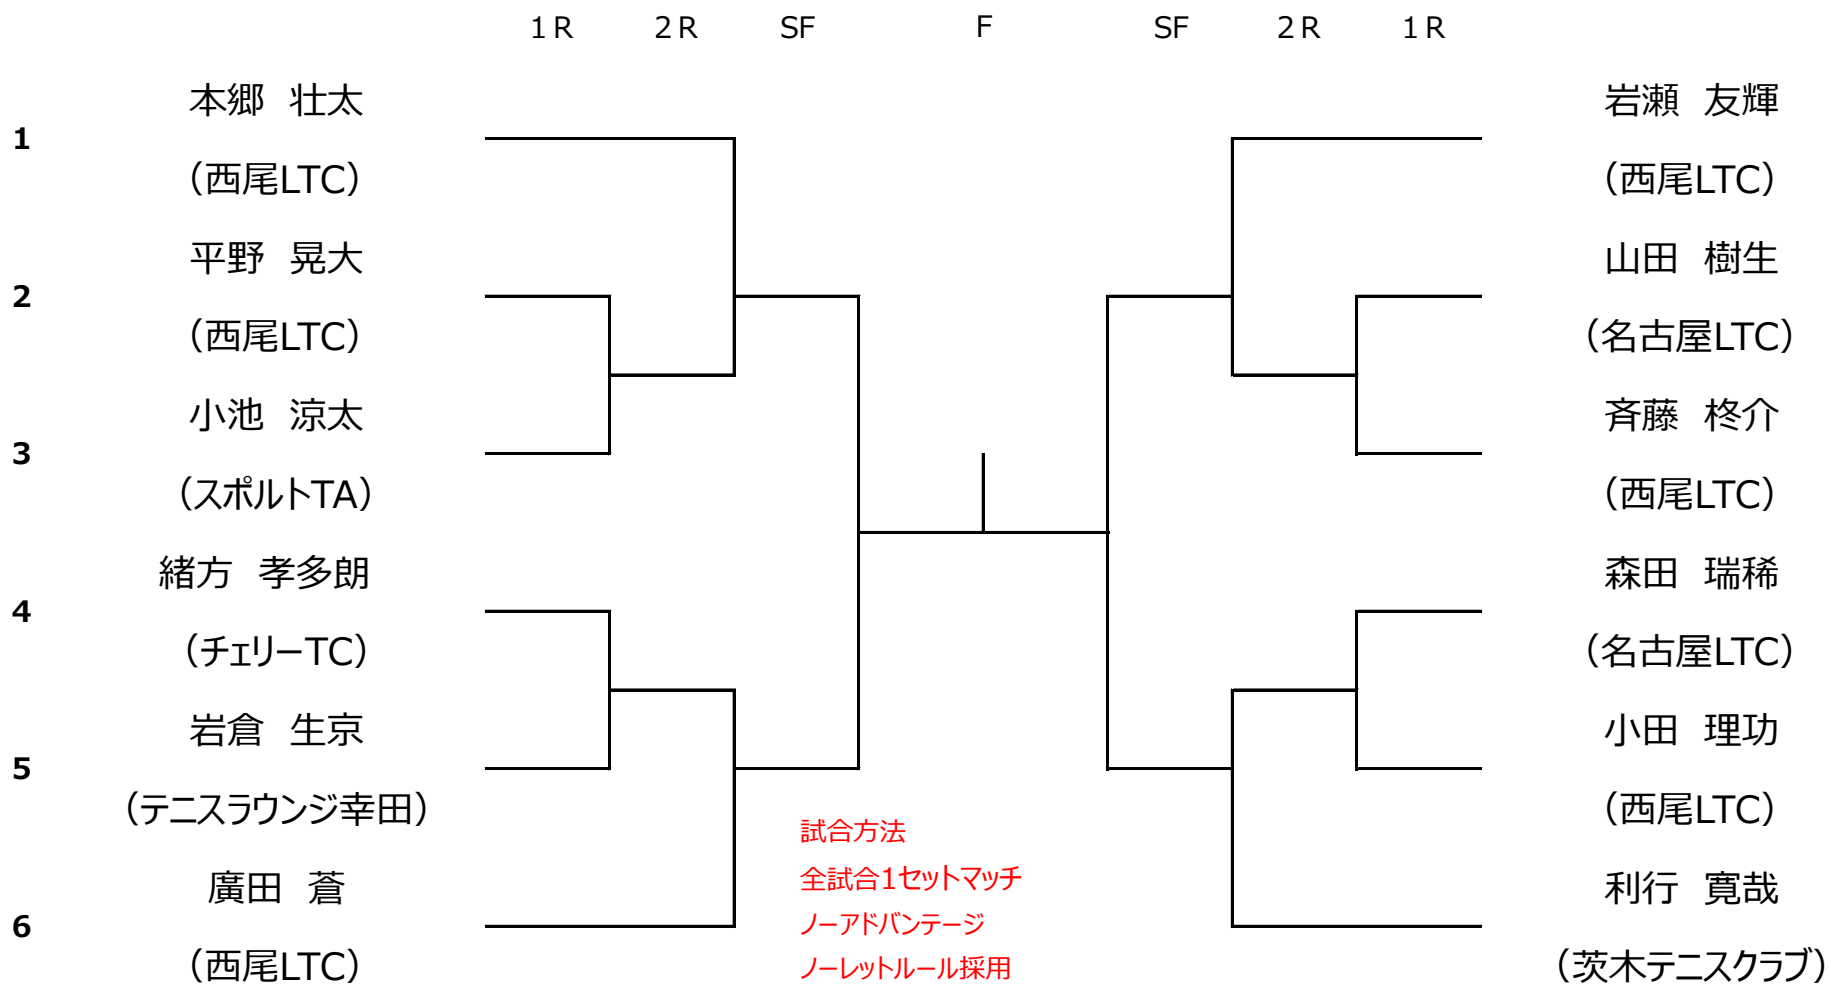 １R ２R SF F SF ２R １R
本郷　壮太
1
（西尾LTC）
平野　晃大
2
（西尾LTC）
小池　涼太
3
（スポルトTA）
緒方　孝多朗
4
（チェリーTC）
岩倉　生京
5
（テニスラウンジ幸田）
廣田　蒼
6
（西尾LTC）
試合方法
全試合1セットマッチ
ノーアドバンテージ
ノーレットルール採用
岩瀬　友輝
（西尾LTC）
山田　樹生
（名古屋LTC）
斉藤　柊介
（西尾LTC）
森田　瑞稀
（名古屋LTC）
小田　理功
（西尾LTC）
利行　寛哉
（茨木テニスクラブ）